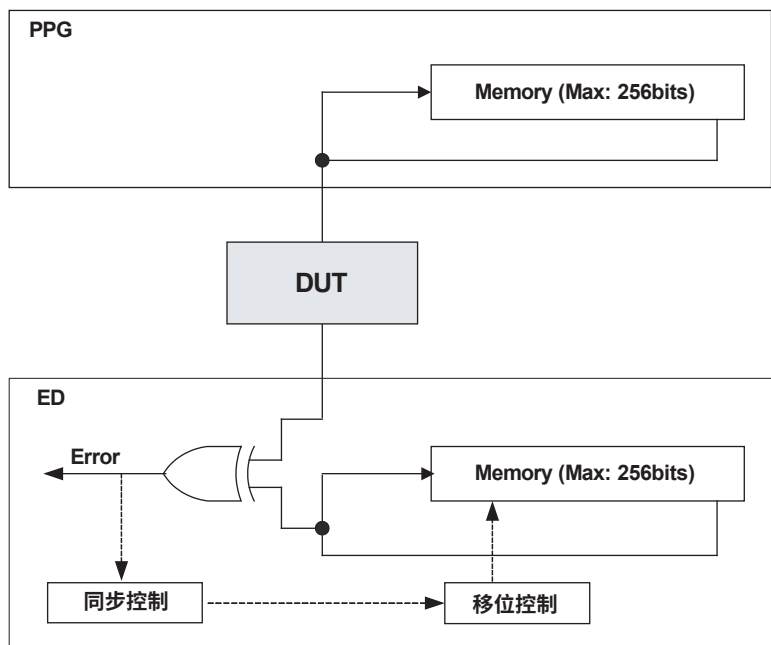 PPG
Memory (Max: 256bits)
DUT
ED
Error
Memory (Max: 256bits)
同步控制
移位控制